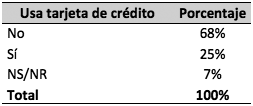 Usa tarjeta de crédito Porcentaje
No 68%
Sí 25%
NS/NR 7%
Total 100%